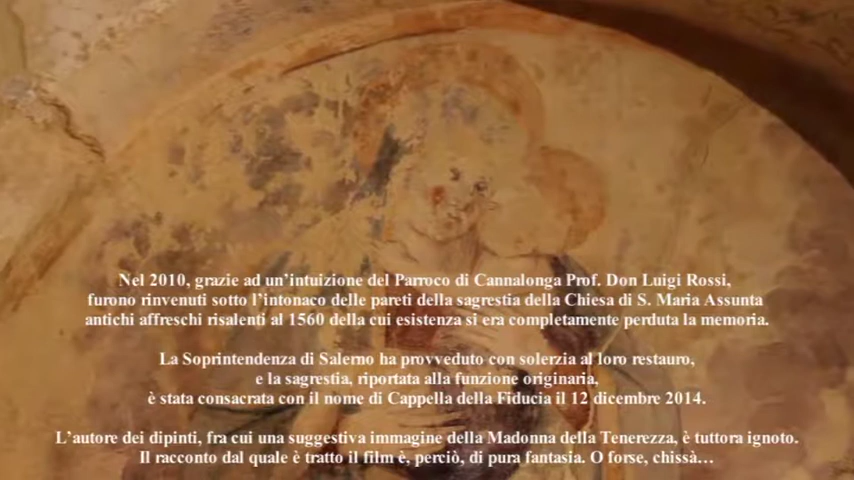 Nel 2010, grazie ad un'intuizione del Parroco di Cannalonga Prof. Don Luigi Rossi,
furono rinvenuti sotto l'intonaco delle pareti della sagrestia della Chiesa di S. Maria Assunta
antichi affreschi risalenti al 1560 della cui esistenza si era completamente perduta la memoria.
La Soprintendenza di Salerno ha provveduto con solerzia al loro restauro,
e la sagrestia, riportata alla funzione originaria,
è stata consacrata con il nome di Cappella della Fiducia il 12 dicembre 2014.
L'autore dei dipinti, fra cui una suggestiva immagine della Madonna della Tenerezza, è tuttora ignoto.
Il racconto dal quale è tratto il film è, perciò, di pura fantasia. O forse, chissà…